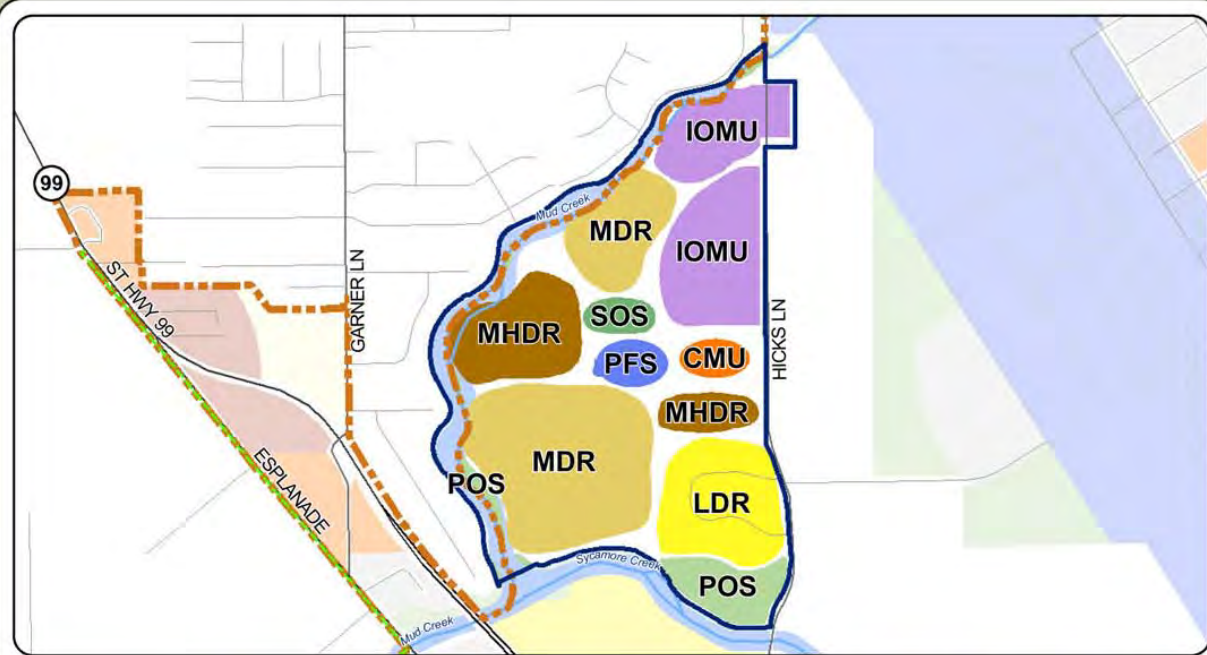 IOMU
99
Mud Creek
MDR
IOMU
ST HWY 99
GARNER LN
SOS
MHDR
PFS
CMU
HICKS LN
MHDR
MDR
ESPLANADE
POS
LDR
Sycamore Creek
POS
Mud Creek